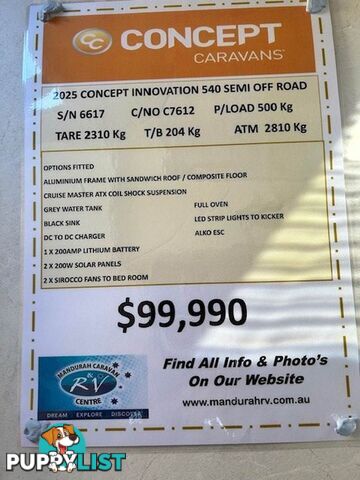 CC CONCEPT
CARAVANS
2025 CONCEPT INNOVATION 540 SEMI OFF ROAD
S/N 6617 C/NO C7612 P/LOAD 500 Kg
TARE 2310 Kg T/B 204 Kg ATM 2810 Kg
OPTIONS FITTED
ALUMINIUM FRAME WITH SANDWICH ROOF / COMPOSITE FLOOR
CRUISE MASTER ATX COIL SHOCK SUSPENSION
GREY WATER TANK FULL OVEN
BLACK SINK LED STRIP LIGHTS TO KICKER
DC TO DC CHARGER ALKO ESC
1 X 200AMP LITHIUM BATTERY
2 X 200W SOLAR PANELS
2 X SIROCCO FANS TO BED ROOM
$99,990
MANDURAH CARAVAN
& RV
CENTRE
DREAM EXPLORE DISCOVER
Find All Info & Photo's
On Our Website
www.mandurahrv.com.au
PUPPYLIST